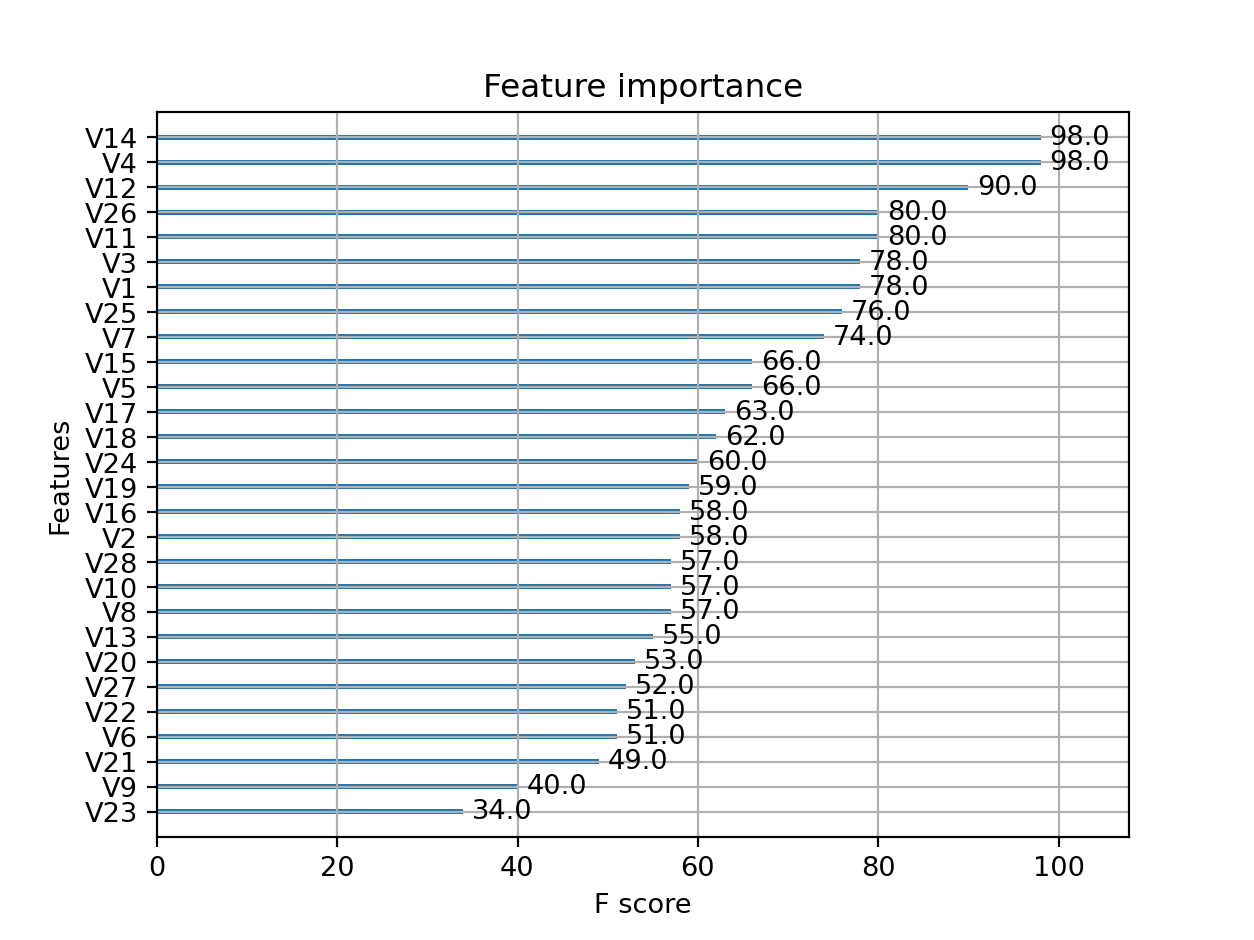 Feature importance
V14 98.0
V4 98.0
V12 90.0
V26 80.0
V11 80.0
V3 78.0
V1 78.0
V25 76.0
V7 74.0
V15 66.0
V5 66.0
V17 63.0
V18 62.0
V24 60.0
V19 59.0
V16 58.0
V2 58.0
V28 57.0
V10 57.0
V8 57.0
V13 55.0
V20 53.0
V27 52.0
V22 51.0
V6 51.0
V21 49.0
V9 40.0
V23 34.0
Features
0 20 40 60 80 100
F score